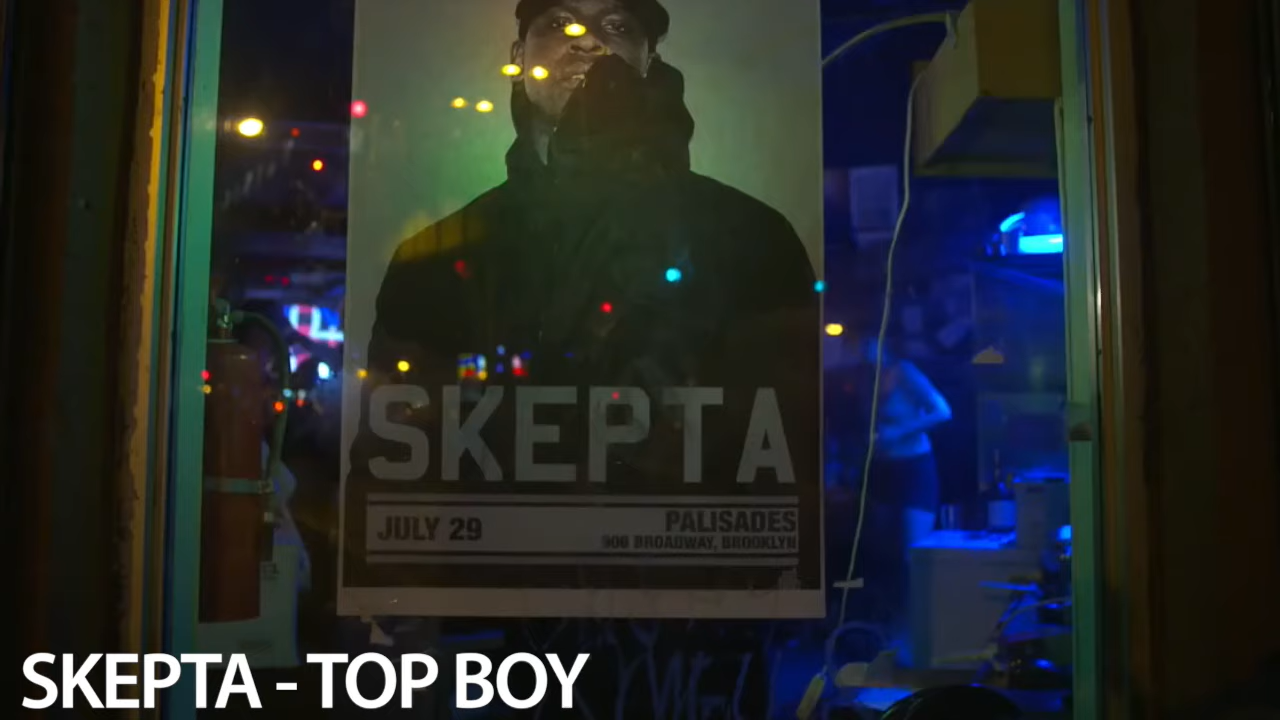 SKEPTA
JULY 29
PALISADES
906 BROADWAY, BROOKLYN
SKEPTA - TOP BOY